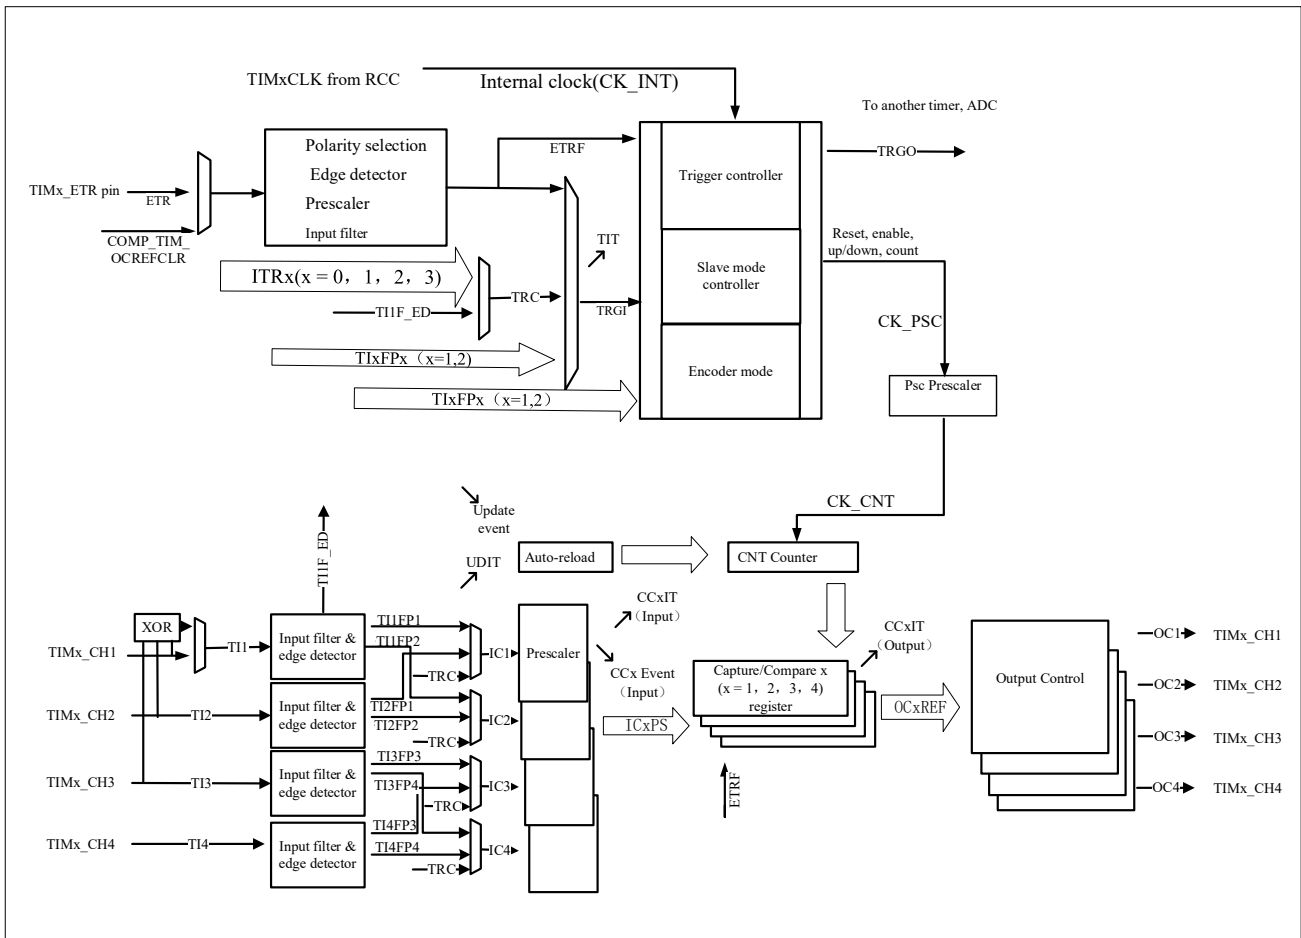 TIMxCLK from RCC
Internal clock(CK_INT)
To another timer, ADC
TRGO
ETRF
Polarity selection
Edge detector
Prescaler
Input filter
TIMx_ETR pin
ETR
COMP_TIM_
OCREFCLR
Trigger controller
Slave mode
controller
Encoder mode
Reset, enable,
up/down, count
TIT
ITRx(x = 0，1，2，3)
TI1F_ED
TRC
TRGI
TIxFPx（x=1,2）
TIxFPx（x=1,2）
CK_PSC
Psc Prescaler
CK_CNT
Update
event
UDIT
Auto-reload
CNT Counter
TI1F_ED
CCxIT
（Input）
CCx Event
（Input）
CCxIT
（Output）
XOR
TIMx_CH1
TI1
Input filter &
edge detector
TI1FP1
TI1FP2
TRC
IC1
Prescaler
TIMx_CH2
TI2
Input filter &
edge detector
TI2FP1
TI2FP2
TRC
IC2
TIMx_CH3
TI3
Input filter &
edge detector
TI3FP3
TI3FP4
TRC
IC3
TIMx_CH4
TI4
Input filter &
edge detector
TI4FP3
TI4FP4
TRC
IC4
ICxPS
Capture/Compare x
(x = 1，2，3，4)
register
ETRF
OCxREF
Output Control
OC1
TIMx_CH1
OC2
TIMx_CH2
OC3
TIMx_CH3
OC4
TIMx_CH4